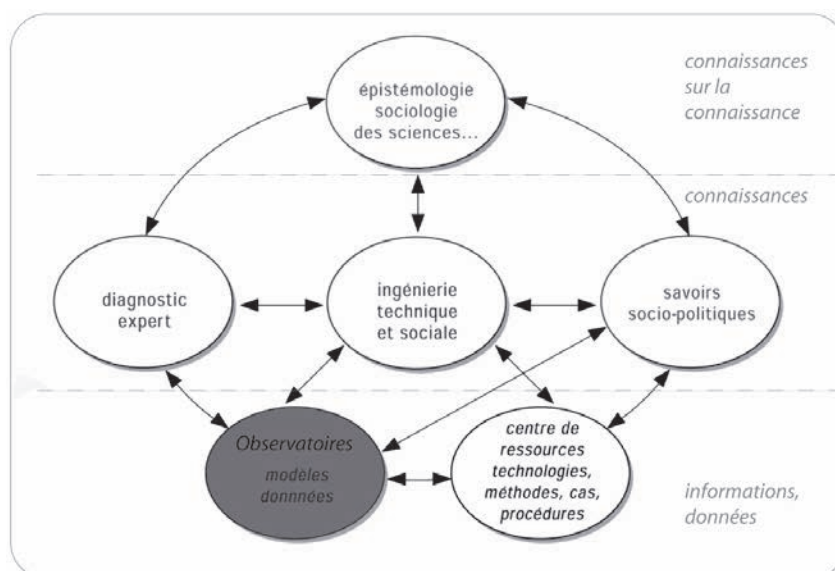 connaissances
sur la
connaissance
épistémologie
sociologie
des sciences...
connaissances
diagnostic
expert
ingénierie
technique
et sociale
savoirs
socio-politiques
Observatoires
modèles
donnnées
centre de
ressources
technologies,
méthodes, cas,
procédures
informations,
données